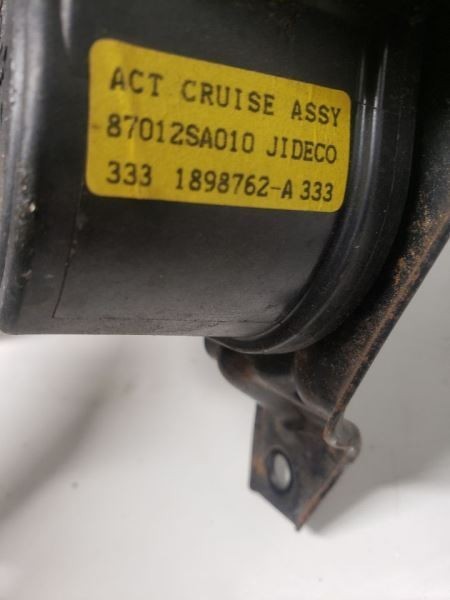 ACT CRUISE ASSY
87012SA010 JIDECO
333 1898762-A 333